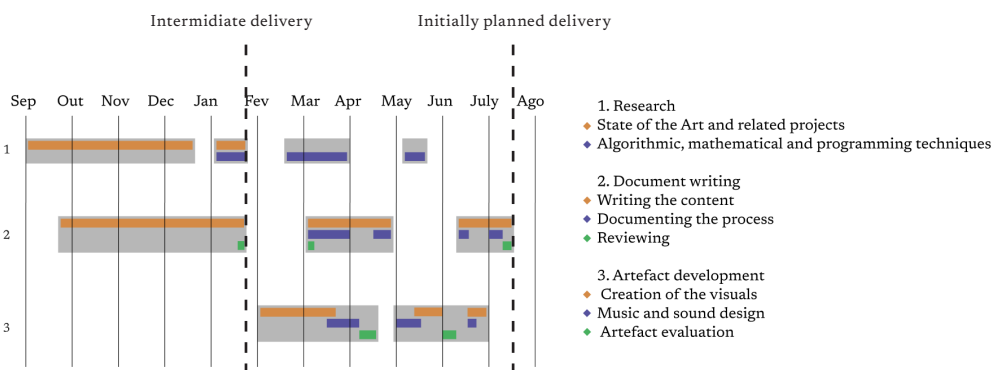 Intermidiate delivery
Initially planned delivery
Sep Out Nov Dec Jan Fev Mar Apr May Jun July Ago
1
2
3
1. Research
State of the Art and related projects
Algorithmic, mathematical and programming techniques
2. Document writing
Writing the content
Documenting the process
Reviewing
3. Artefact development
Creation of the visuals
Music and sound design
Artefact evaluation